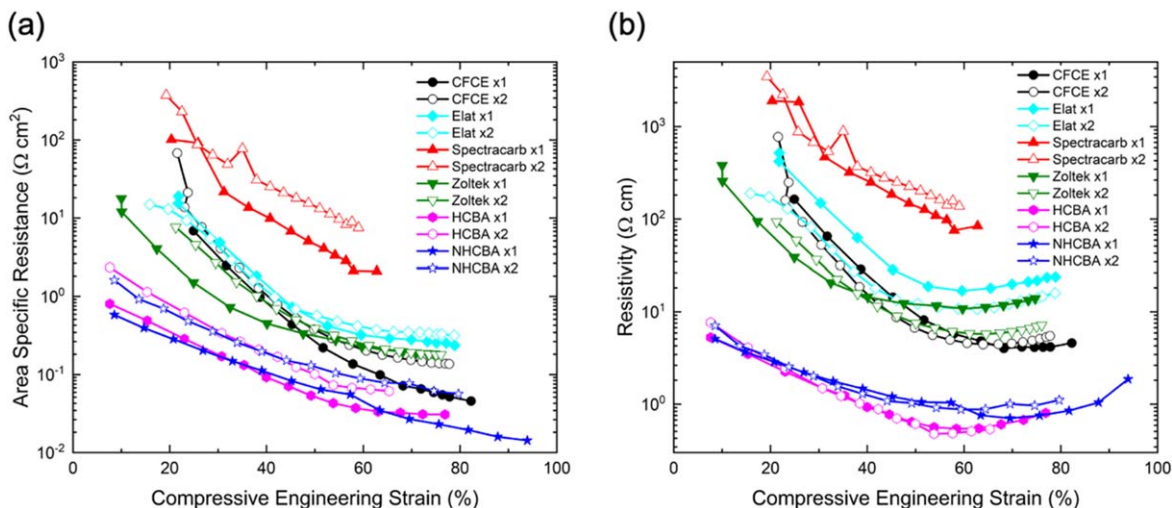 (a)
Area Specific Resistance (Ω cm²)
10³
10²
10¹
10⁰
10⁻¹
10⁻²
0 20 40 60 80 100
Compressive Engineering Strain (%)
CFCE x1
CFCE x2
Elat x1
Elat x2
Spectracarb x1
Spectracarb x2
Zoltek x1
Zoltek x2
HCBA x1
HCBA x2
NHCBA x1
NHCBA x2
(b)
Resistivity (Ω cm)
10³
10²
10¹
10⁰
0 20 40 60 80 100
Compressive Engineering Strain (%)
CFCE x1
CFCE x2
Elat x1
Elat x2
Spectracarb x1
Spectracarb x2
Zoltek x1
Zoltek x2
HCBA x1
HCBA x2
NHCBA x1
NHCBA x2